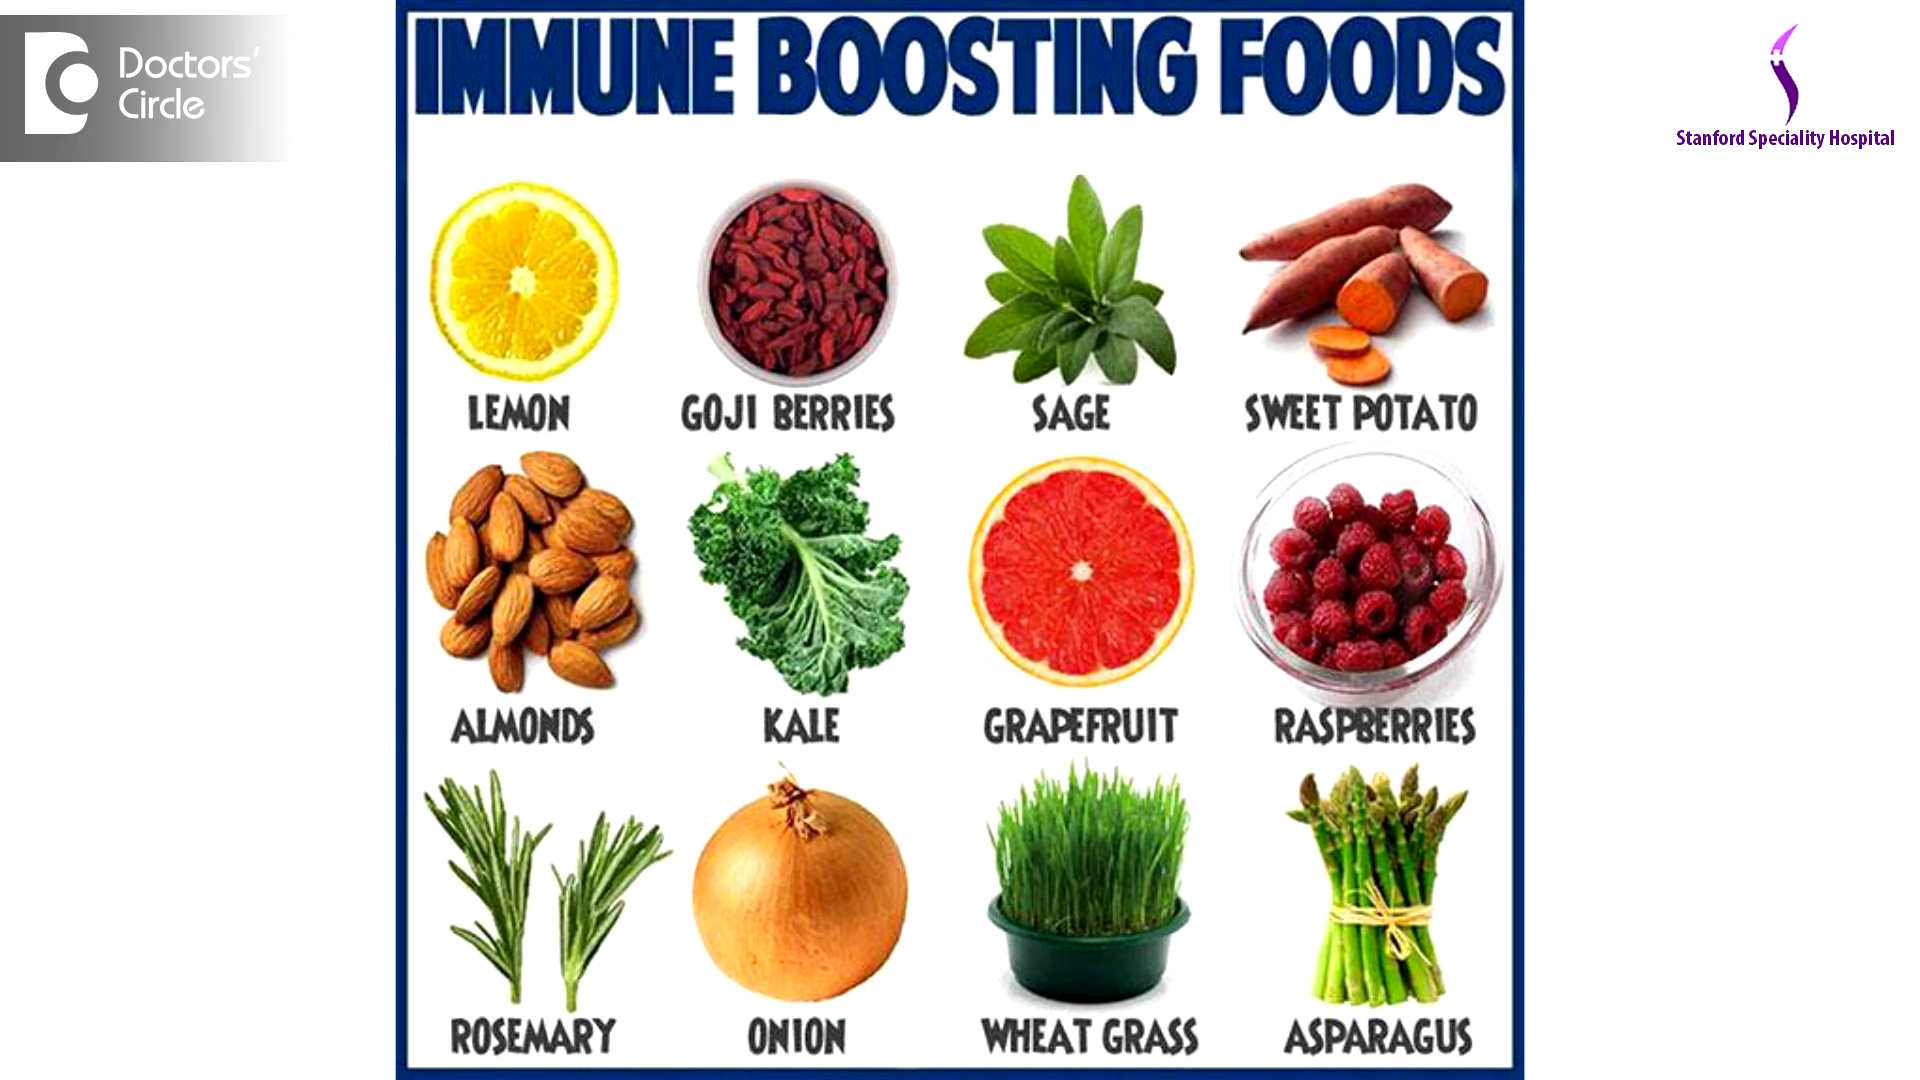 Doctors'
Circle
IMMUNE BOOSTING FOODS
Stanford Speciality Hospital
LEMON
GOJI BERRIES
SAGE
SWEET POTATO
ALMONDS
KALE
GRAPEFRUIT
RASPBERRIES
ROSEMARY
ONION
WHEAT GRASS
ASPARAGUS